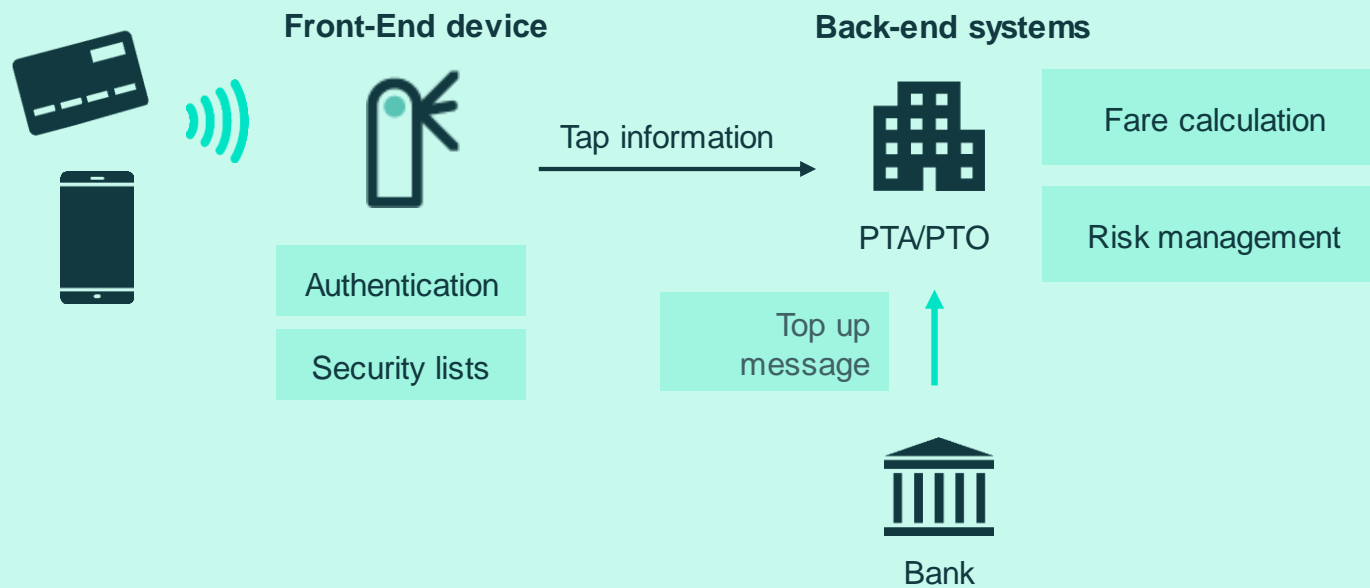 Front-End device
Back-end systems
Tap information
Fare calculation
PTA/PTO
Risk management
Authentication
Security lists
Top up
message
Bank